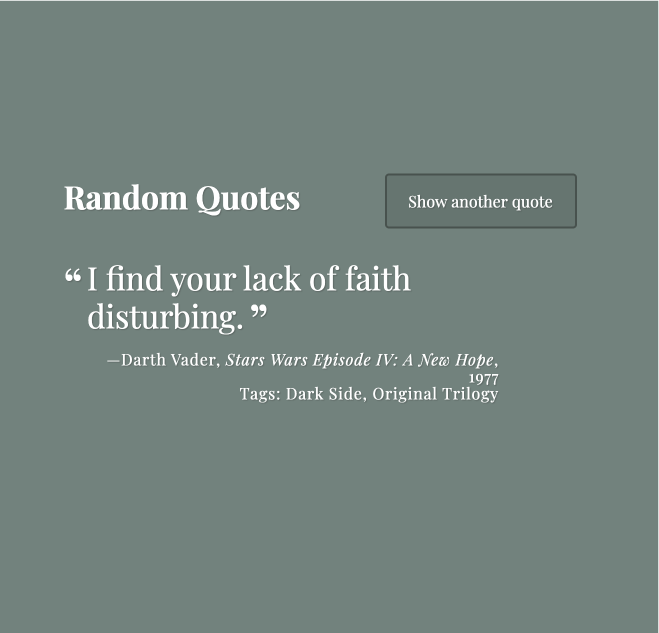 Random Quotes
Show another quote
“ I find your lack of faith
disturbing. ”
—Darth Vader, Stars Wars Episode IV: A New Hope,
1977
Tags: Dark Side, Original Trilogy